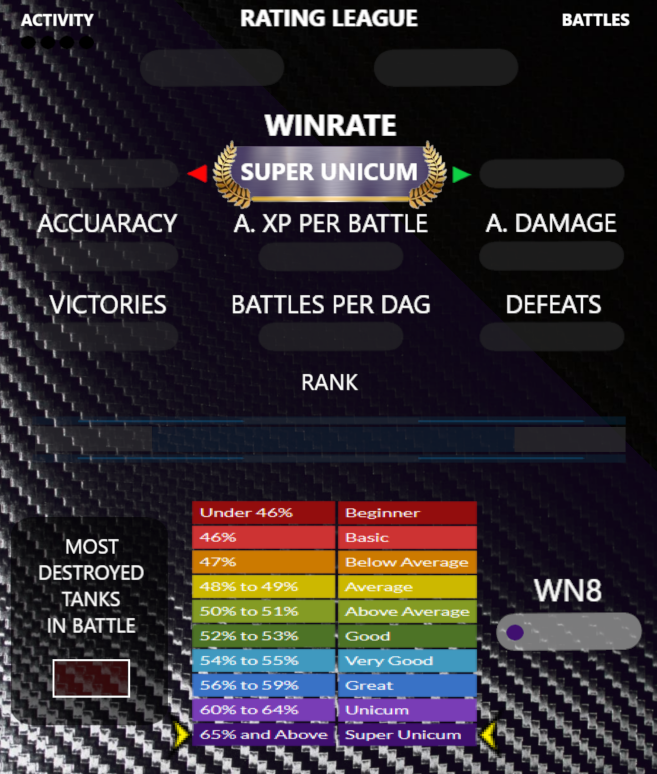 ACTIVITY RATING LEAGUE BATTLES
WINRATE
SUPER UNICUM
ACCUARACY A. XP PER BATTLE A. DAMAGE
VICTORIES BATTLES PER DAG DEFEATS
RANK
Under 46% Beginner
46% Basic
47% Below Average
48% to 49% Average
50% to 51% Above Average
52% to 53% Good
54% to 55% Very Good
56% to 59% Great
60% to 64% Unicum
65% and Above Super Unicum
MOST
DESTROYED
TANKS
IN BATTLE
WN8